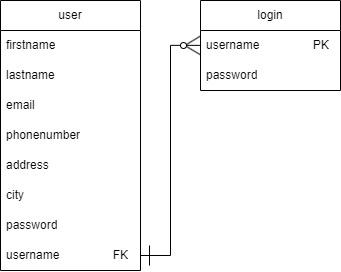 user
firstname
lastname
email
phonenumber
address
city
password
username FK
login
username PK
password